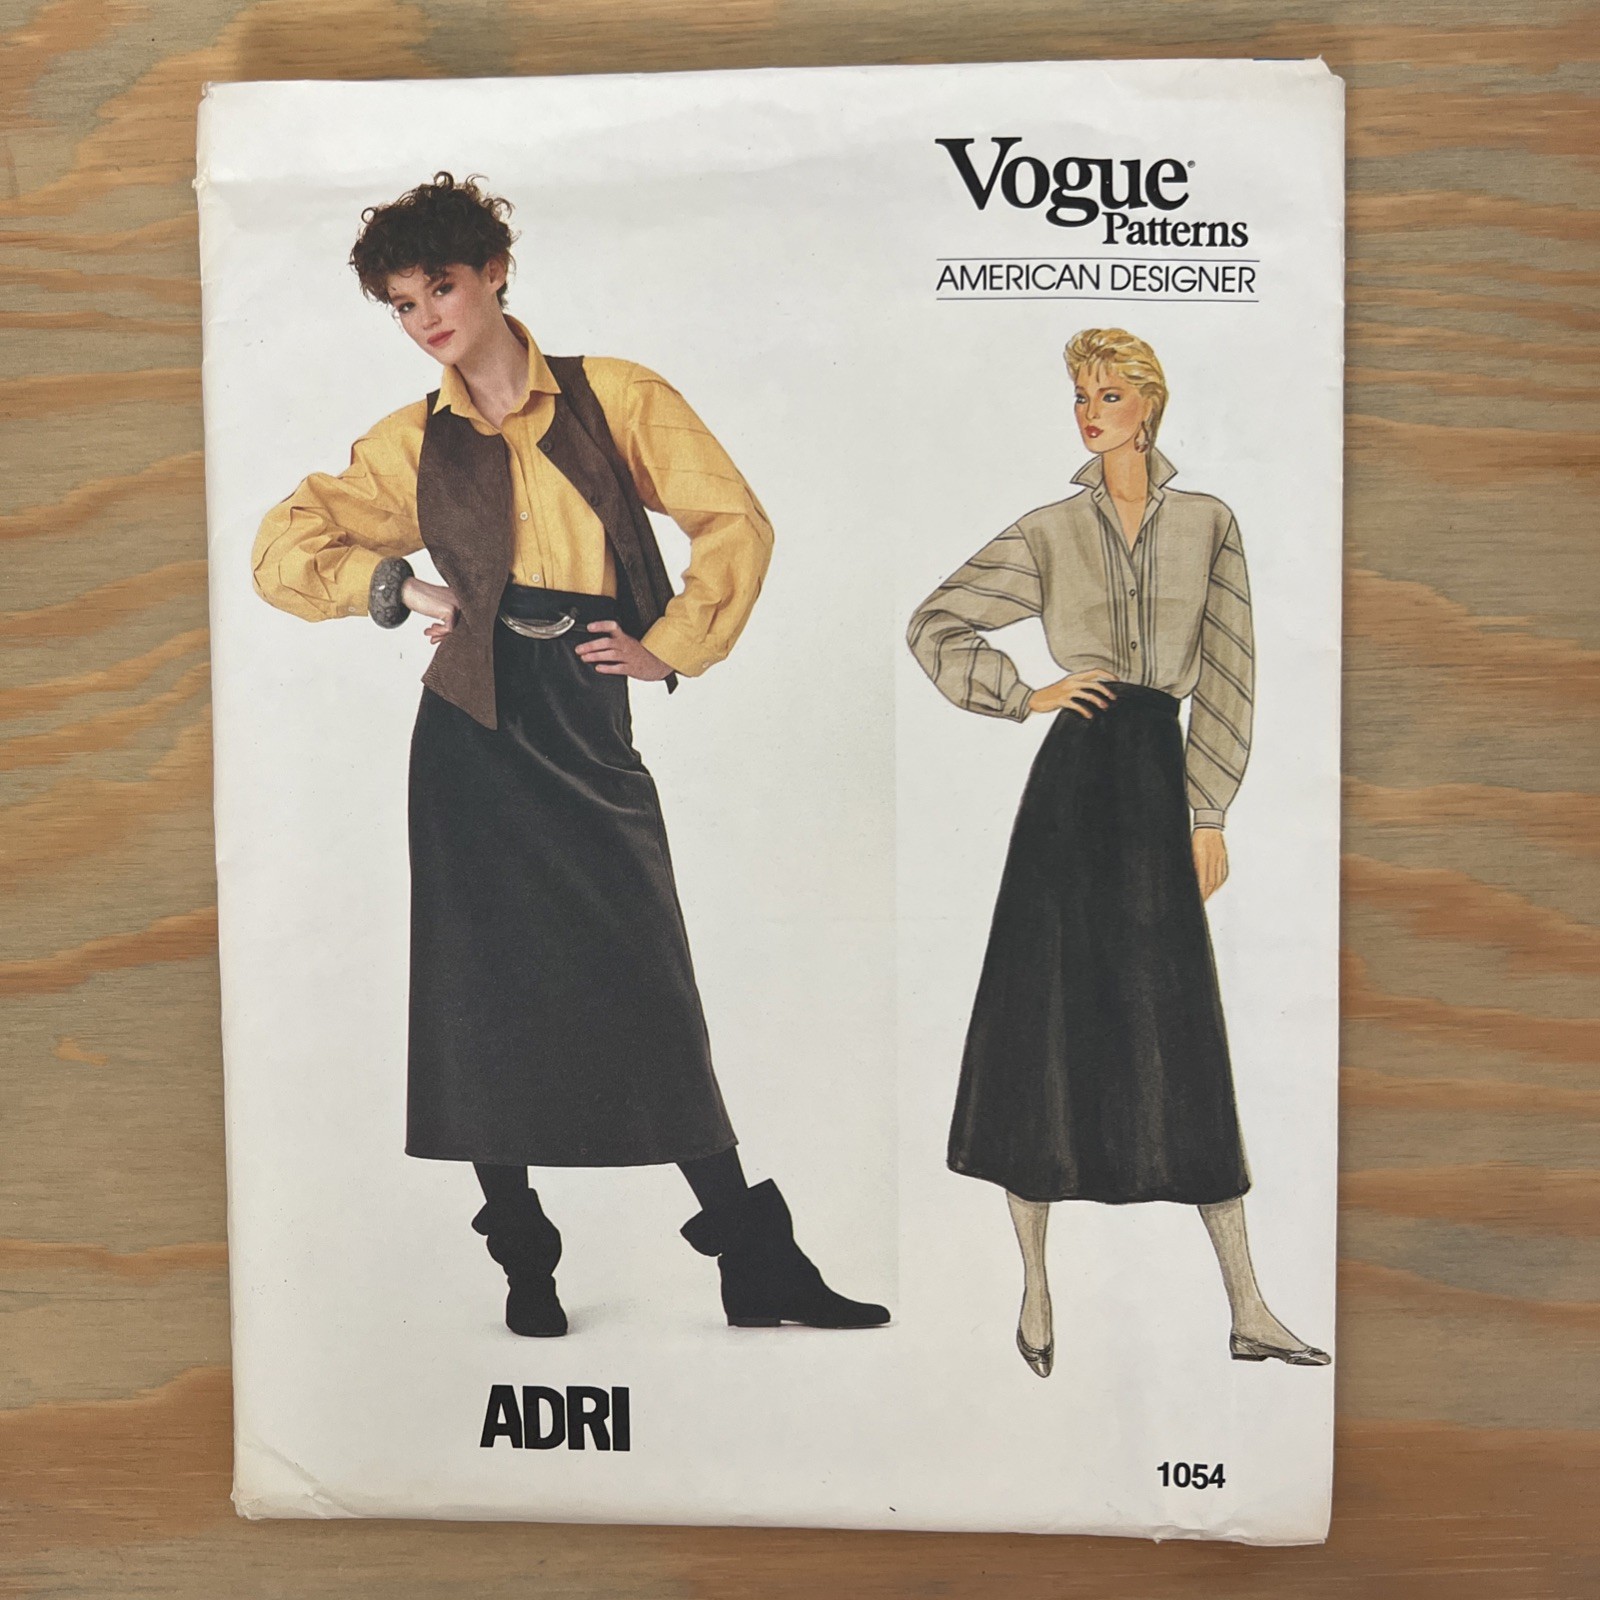 Vogue®
Patterns
AMERICAN DESIGNER
ADRI
1054